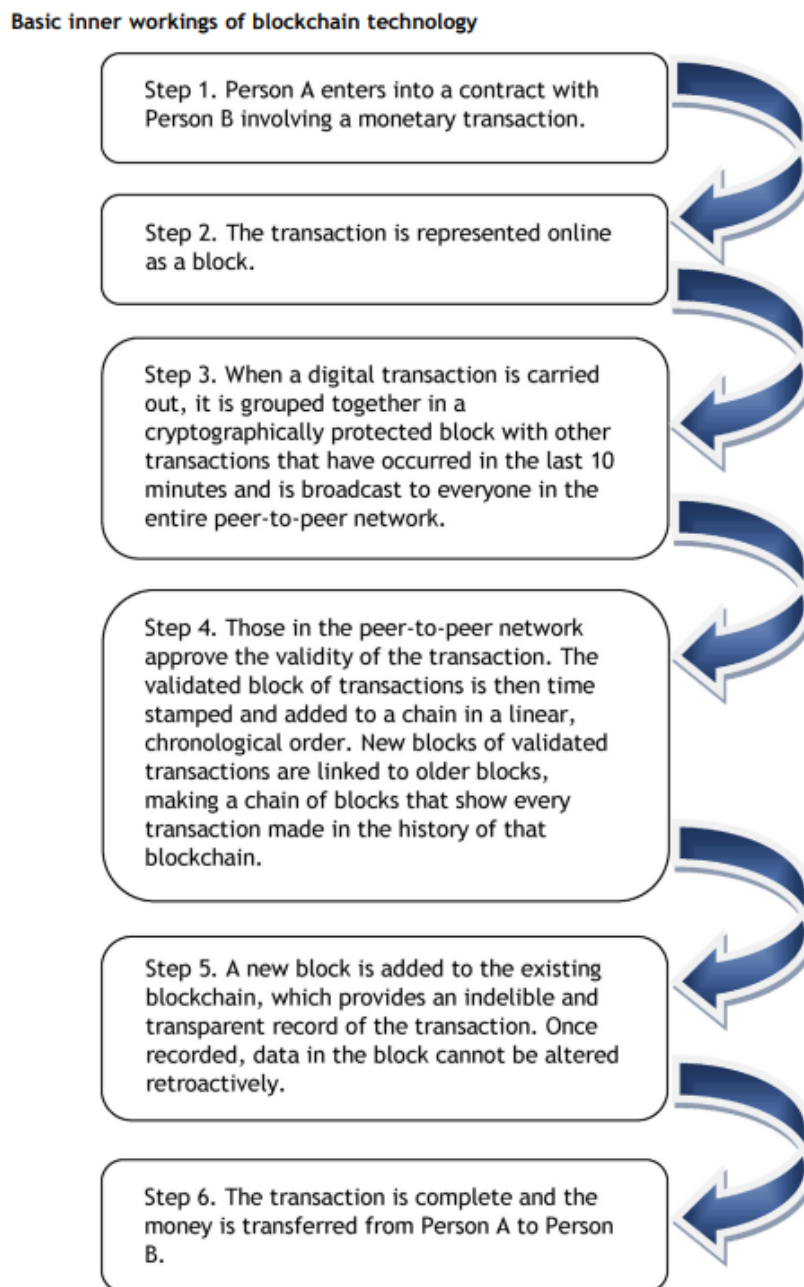 Basic inner workings of blockchain technology
Step 1. Person A enters into a contract with
Person B involving a monetary transaction.
Step 2. The transaction is represented online
as a block.
Step 3. When a digital transaction is carried
out, it is grouped together in a
cryptographically protected block with other
transactions that have occurred in the last 10
minutes and is broadcast to everyone in the
entire peer-to-peer network.
Step 4. Those in the peer-to-peer network
approve the validity of the transaction. The
validated block of transactions is then time
stamped and added to a chain in a linear,
chronological order. New blocks of validated
transactions are linked to older blocks,
making a chain of blocks that show every
transaction made in the history of that
blockchain.
Step 5. A new block is added to the existing
blockchain, which provides an indelible and
transparent record of the transaction. Once
recorded, data in the block cannot be altered
retroactively.
Step 6. The transaction is complete and the
money is transferred from Person A to Person
B.